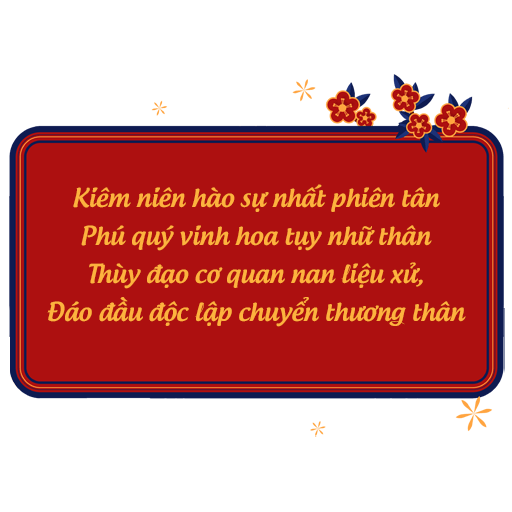 Kiêm niên hào sự nhất phiên tân
Phú quý vinh hoa tụy nhữ thân
Thùy đạo cơ quan nan liệu xử,
Đáo đầu độc lập chuyển thương thân